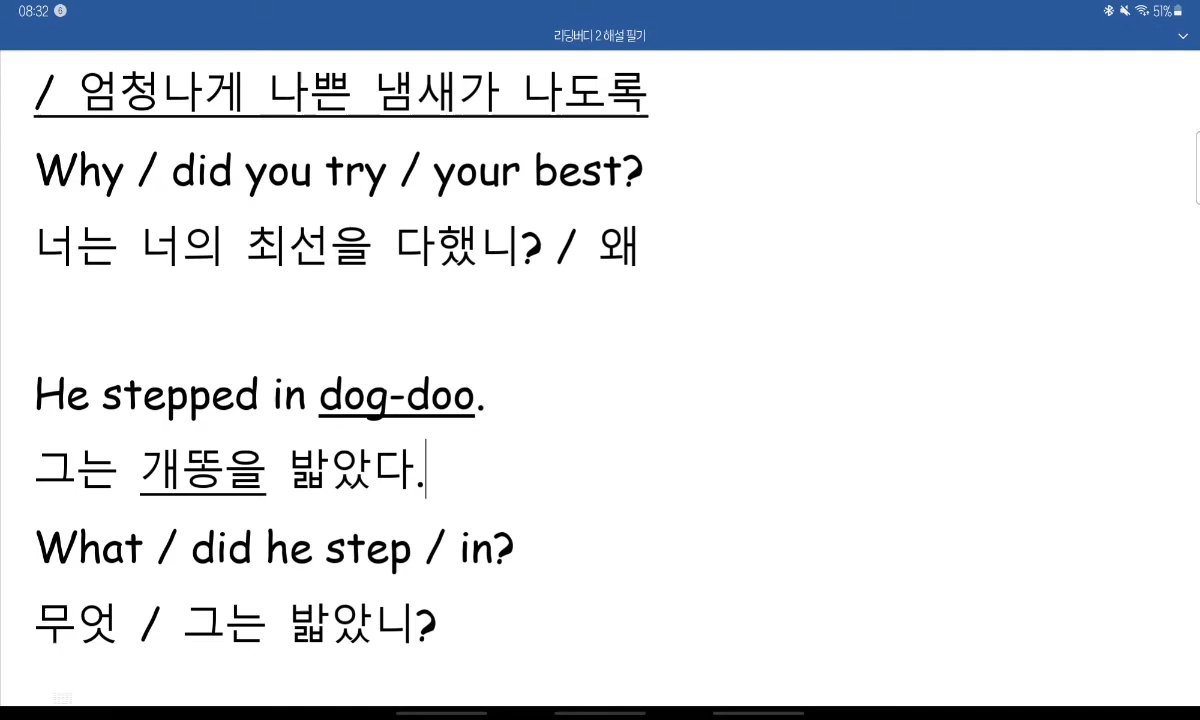 08:32 6 51%
리딩버디 2 해설 필기
/ 엄청나게 나쁜 냄새가 나도록
Why / did you try / your best?
너는 너의 최선을 다했니? / 왜
He stepped in dog-doo.
그는 개똥을 밟았다.
What / did he step / in?
무엇 / 그는 밟았니?